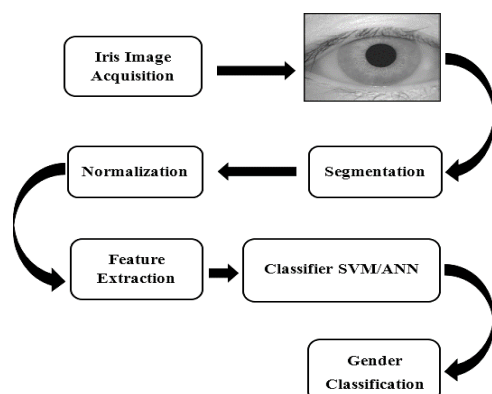 Iris Image
Acquisition
Normalization
Segmentation
Feature
Extraction
Classifier SVM/ANN
Gender
Classification